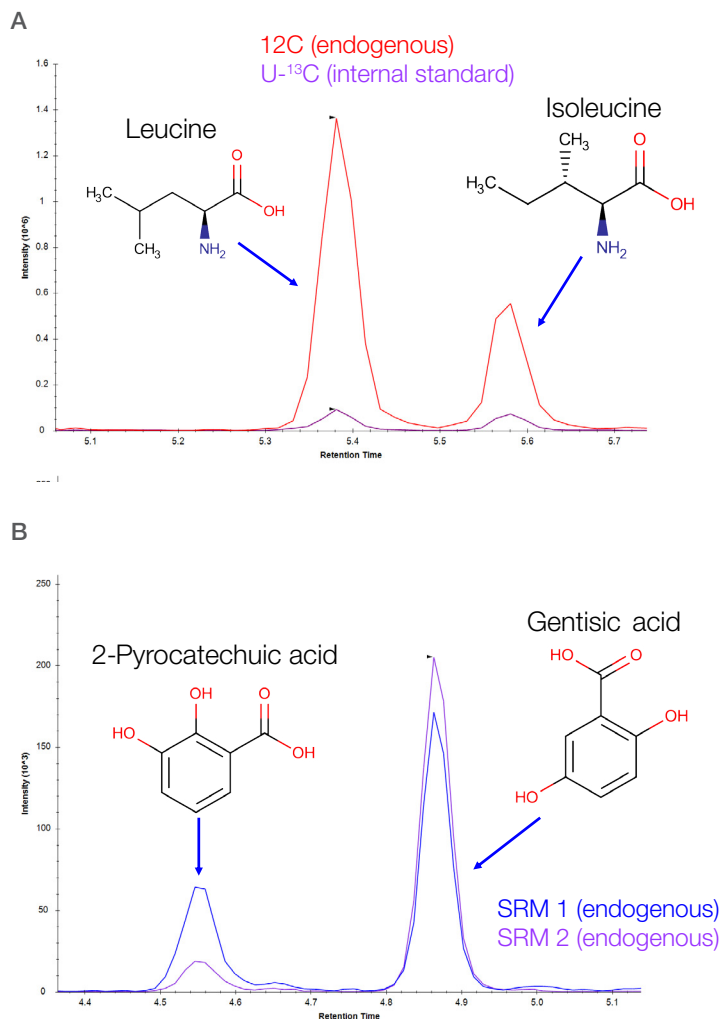 A
12C (endogenous)
U-¹³C (internal standard)
Leucine
Isoleucine
H₃C
CH₃
O
OH
NH₂
H₃C
CH₃
O
OH
NH₂
Intensity (10^6)
1.6
1.4
1.2
1
0.8
0.6
0.4
0.2
0
5.1 5.2 5.3 5.4 5.5 5.6 5.7
Retention Time
B
2-Pyrocatechuic acid
Gentisic acid
OH
O
HO
OH
HO
O
OH
HO
SRM 1 (endogenous)
SRM 2 (endogenous)
Intensity (10^3)
250
200
150
100
50
0
4.4 4.5 4.6 4.7 4.8 4.9 5.0 5.1
Retention Time